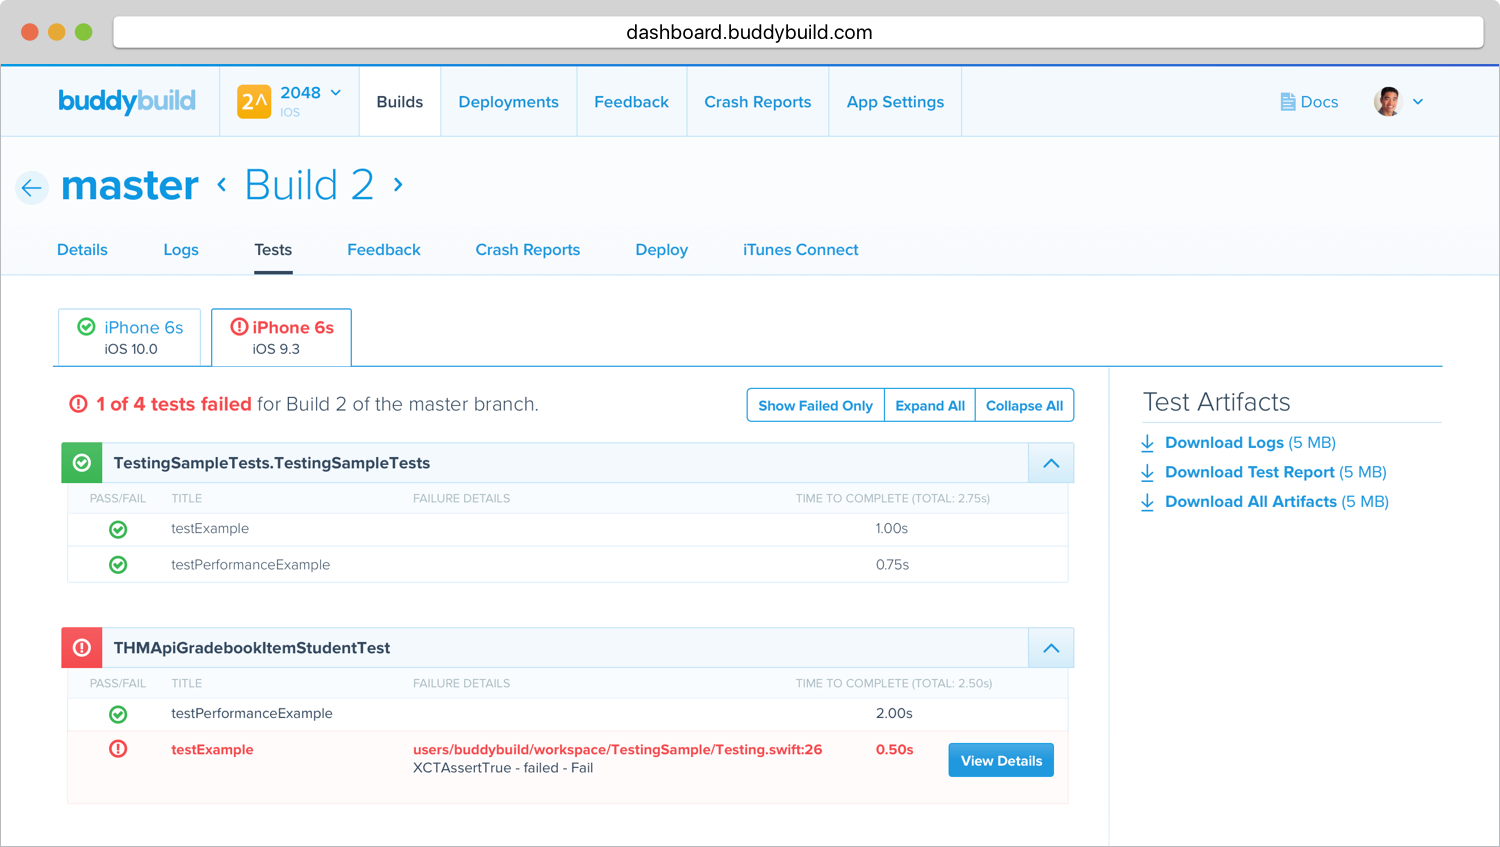 dashboard.buddybuild.com
buddybuild
2^
2048
IOS
Builds
Deployments
Feedback
Crash Reports
App Settings
Docs
master
Build 2
Details
Logs
Tests
Feedback
Crash Reports
Deploy
iTunes Connect
iPhone 6s
iOS 10.0
iPhone 6s
iOS 9.3
1 of 4 tests failed for Build 2 of the master branch.
Show Failed Only
Expand All
Collapse All
TestingSampleTests.TestingSampleTests
PASS/FAIL TITLE FAILURE DETAILS TIME TO COMPLETE (TOTAL: 2.75s)
testExample 1.00s
testPerformanceExample 0.75s
THMApiGradebookItemStudentTest
PASS/FAIL TITLE FAILURE DETAILS TIME TO COMPLETE (TOTAL: 2.50s)
testPerformanceExample 2.00s
testExample users/buddybuild/workspace/TestingSample/Testing.swift:26 0.50s
XCTAssertTrue - failed - Fail
View Details
Test Artifacts
Download Logs (5 MB)
Download Test Report (5 MB)
Download All Artifacts (5 MB)